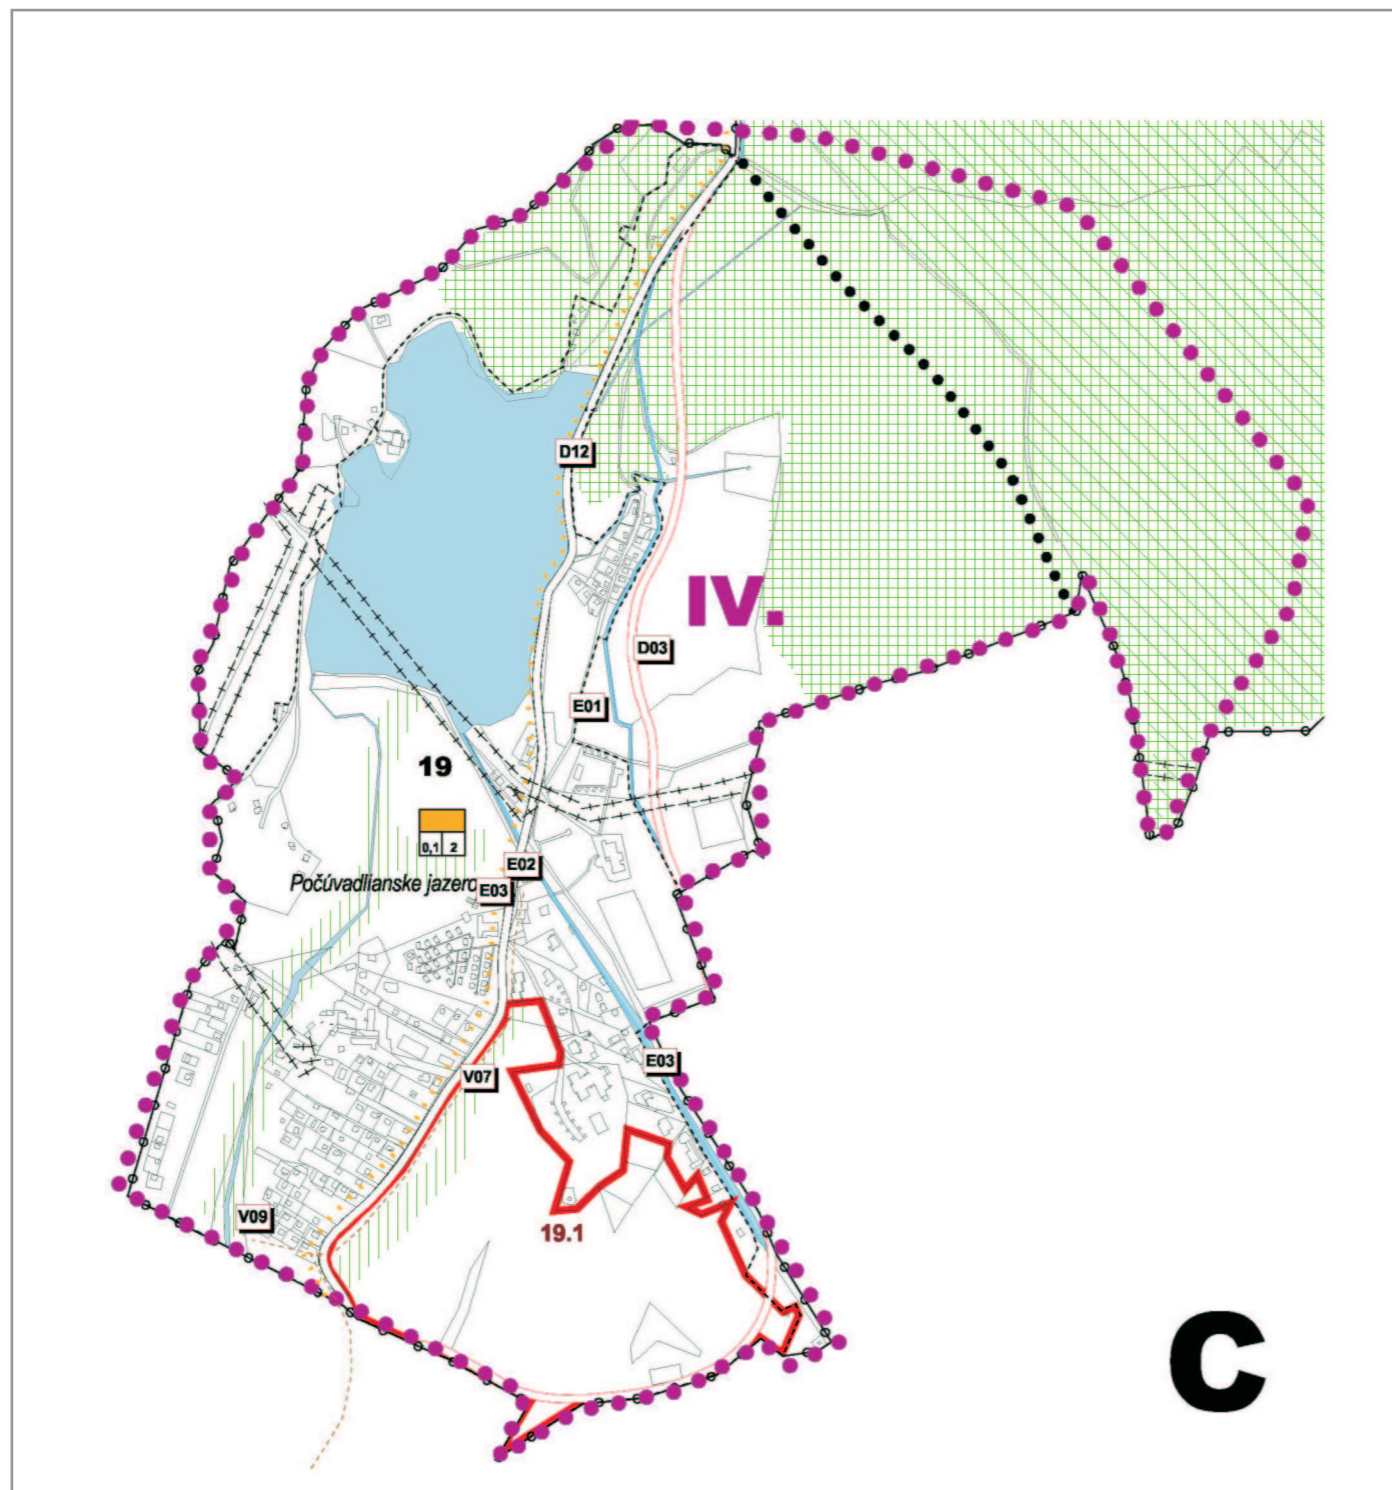 D12
IV.
D03
E01
19
0,1 2
E02
Počúvadlianske jazero
E03
V07
E03
V09
19.1
C